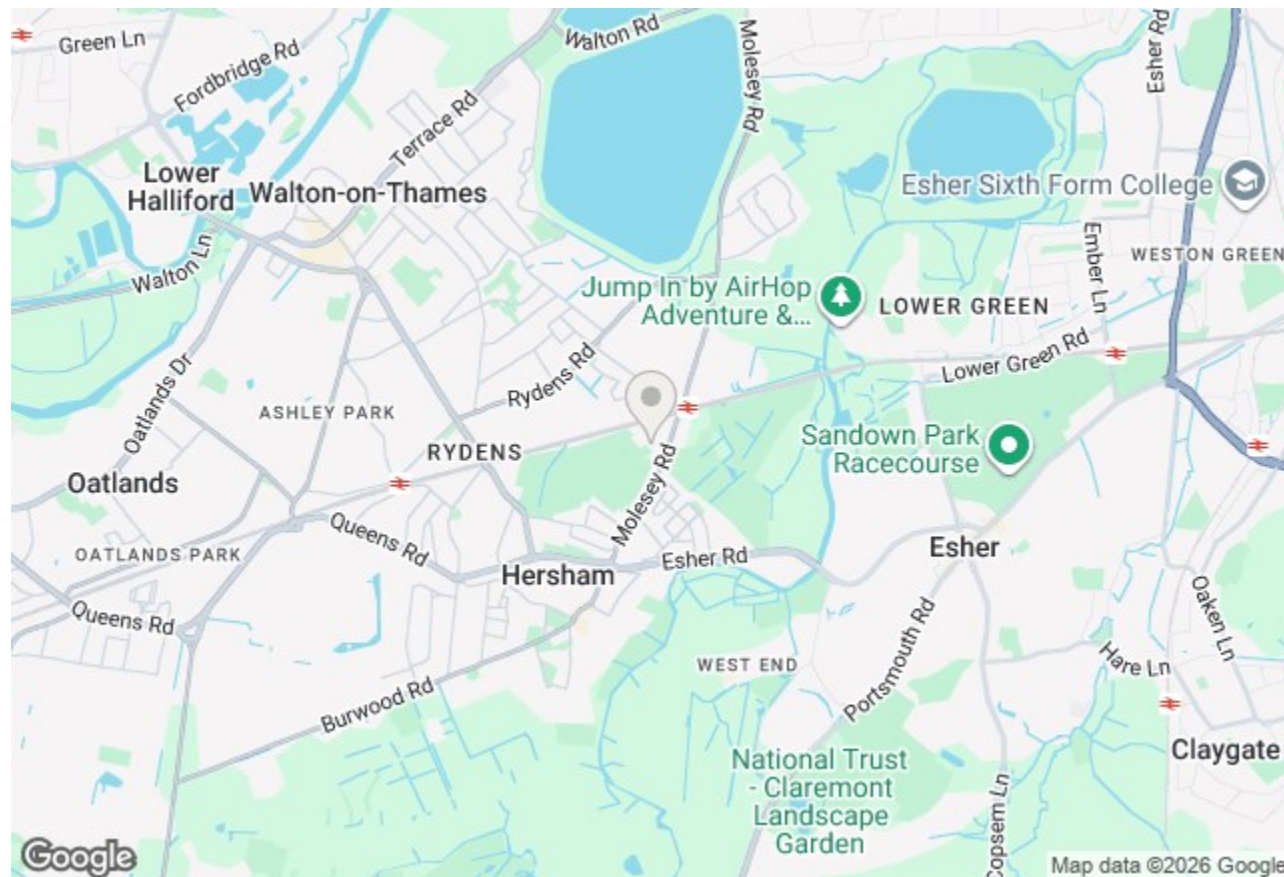 Green Ln
Fordbridge Rd
Walton Rd
Molesey Rd
Esher Rd
Terrace Rd
Lower
Halliford
Walton-on-Thames
Esher Sixth Form College
Walton Ln
Ember Ln
WESTON GREEN
Jump In by AirHop
Adventure &...
LOWER GREEN
Lower Green Rd
Oatlands Dr
Rydens Rd
ASHLEY PARK
RYDENS
Sandown Park
Racecourse
Oatlands
Molesey Rd
Queens Rd
OATLANDS PARK
Hersham
Esher Rd
Esher
Queens Rd
Oaken Ln
Portsmouth Rd
WEST END
Hare Ln
Burwood Rd
Claygate
National Trust
- Claremont
Landscape
Garden
Copsem Ln
Google
Map data ©2026 Google